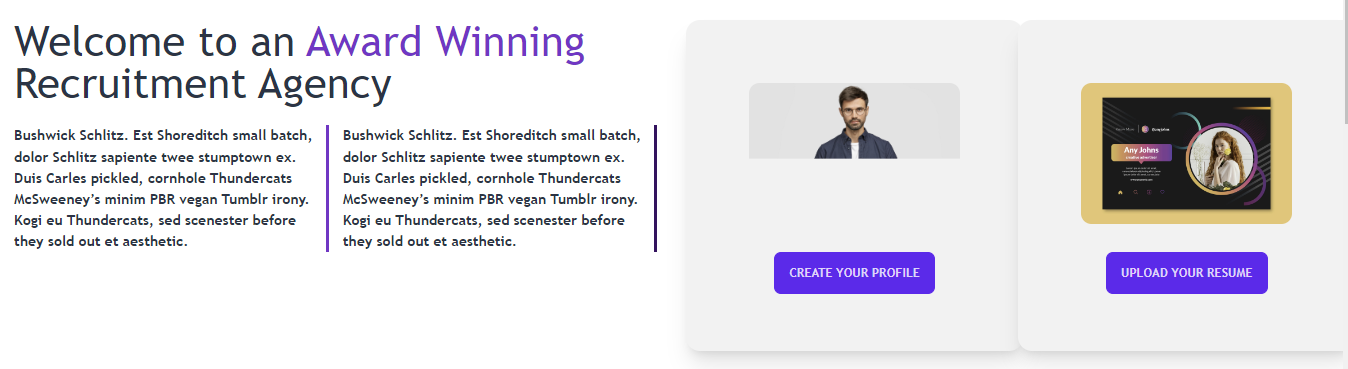 Welcome to an Award Winning
Recruitment Agency
Bushwick Schlitz. Est Shoreditch small batch,
dolor Schlitz sapiente twee stumptown ex.
Duis Carles pickled, cornhole Thundercats
McSweeney’s minim PBR vegan Tumblr irony.
Kogi eu Thundercats, sed scenester before
they sold out et aesthetic.
Bushwick Schlitz. Est Shoreditch small batch,
dolor Schlitz sapiente twee stumptown ex.
Duis Carles pickled, cornhole Thundercats
McSweeney’s minim PBR vegan Tumblr irony.
Kogi eu Thundercats, sed scenester before
they sold out et aesthetic.
CREATE YOUR PROFILE
Any Johns
UPLOAD YOUR RESUME